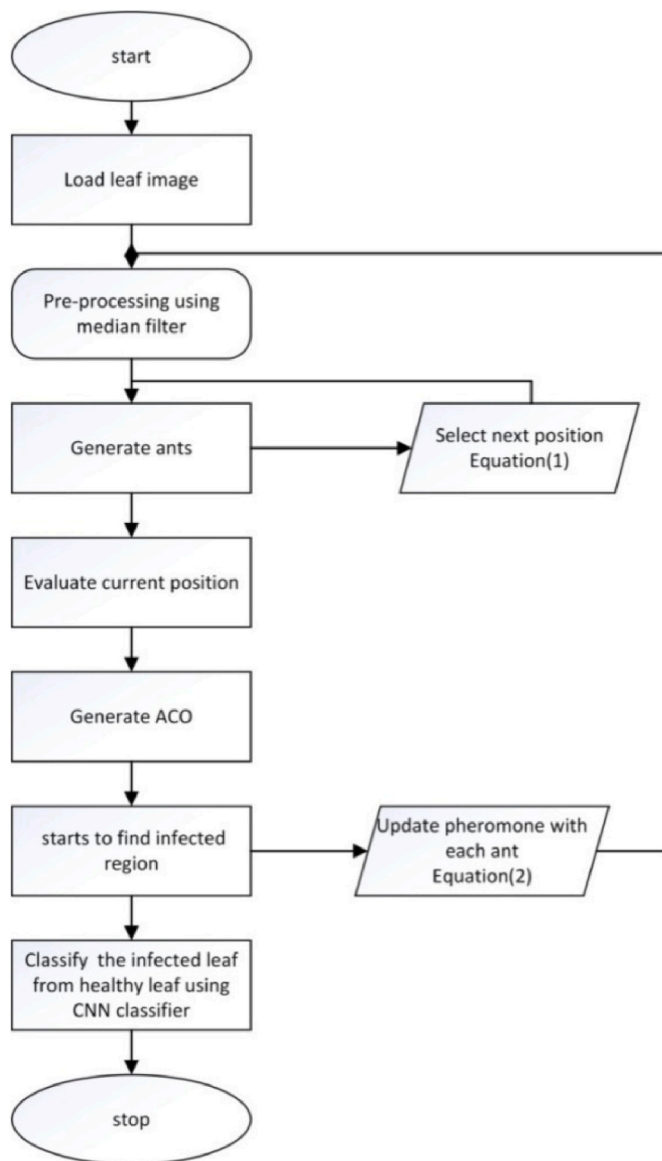 start
Load leaf image
Pre-processing using
median filter
Generate ants
Select next position
Equation(1)
Evaluate current position
Generate ACO
starts to find infected
region
Update pheromone with
each ant
Equation(2)
Classify  the infected leaf
from healthy leaf using
CNN classifier
stop